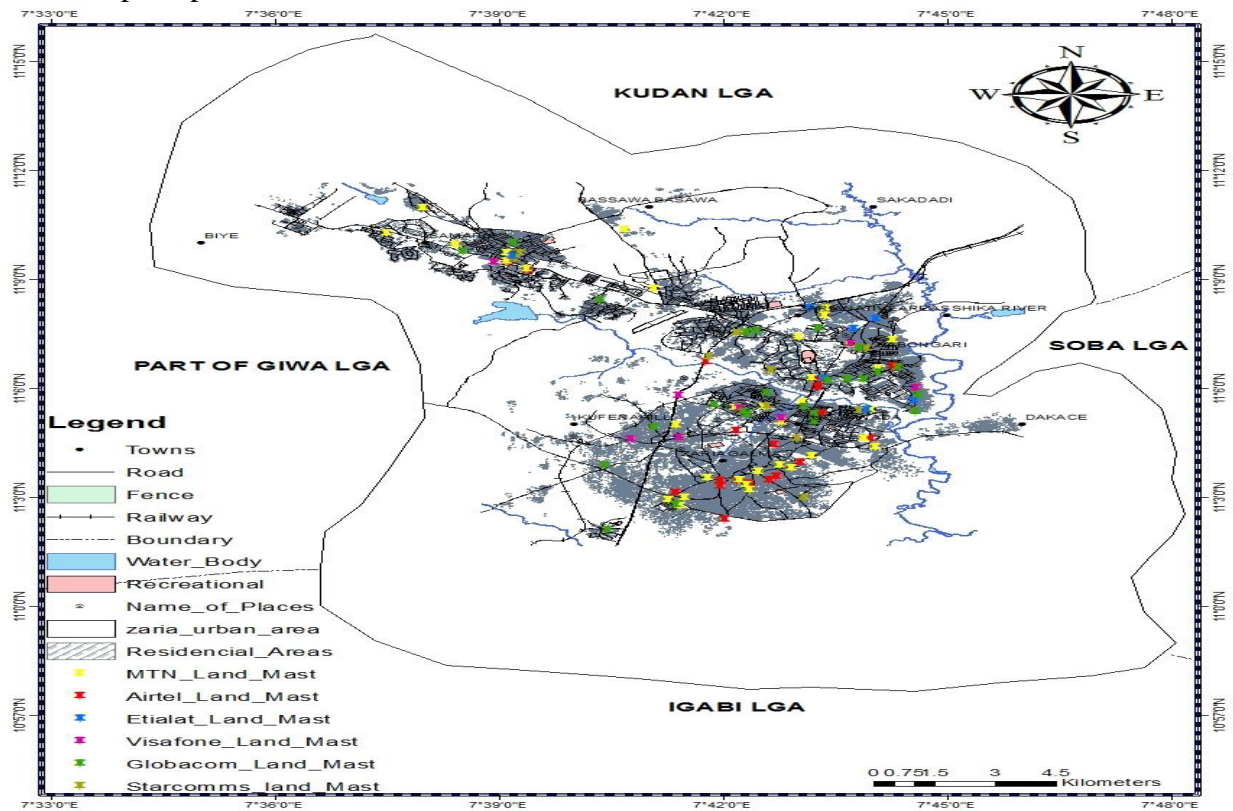 7°33'0"E 7°36'0"E 7°39'0"E 7°42'0"E 7°45'0"E 7°48'0"E
11°15'0"N 11°15'0"N
N
W E
S
KUDAN LGA
11°12'0"N 11°12'0"N
BASSAWA BASAWA
SAKADADI
BIYE
11°9'0"N 11°9'0"N
SHIKA RIVER
PART OF GIWA LGA
SOBA LGA
11°6'0"N 11°6'0"N
DAKACE
11°3'0"N 11°3'0"N
Legend
Towns
Road
Fence
Railway
Boundary
Water_Body
Recreational
Name_of_Places
zaria_urban_area
Residencial_Areas
MTN_Land_Mast
Airtel_Land_Mast
Etialat_Land_Mast
Visafone_Land_Mast
Globacom_Land_Mast
Starcomms_land_Mast
11°0'0"N 11°0'0"N
IGABI LGA
10°57'0"N 10°57'0"N
0 0.75 1.5 3 4.5
Kilometers
7°33'0"E 7°36'0"E 7°39'0"E 7°42'0"E 7°45'0"E 7°48'0"E